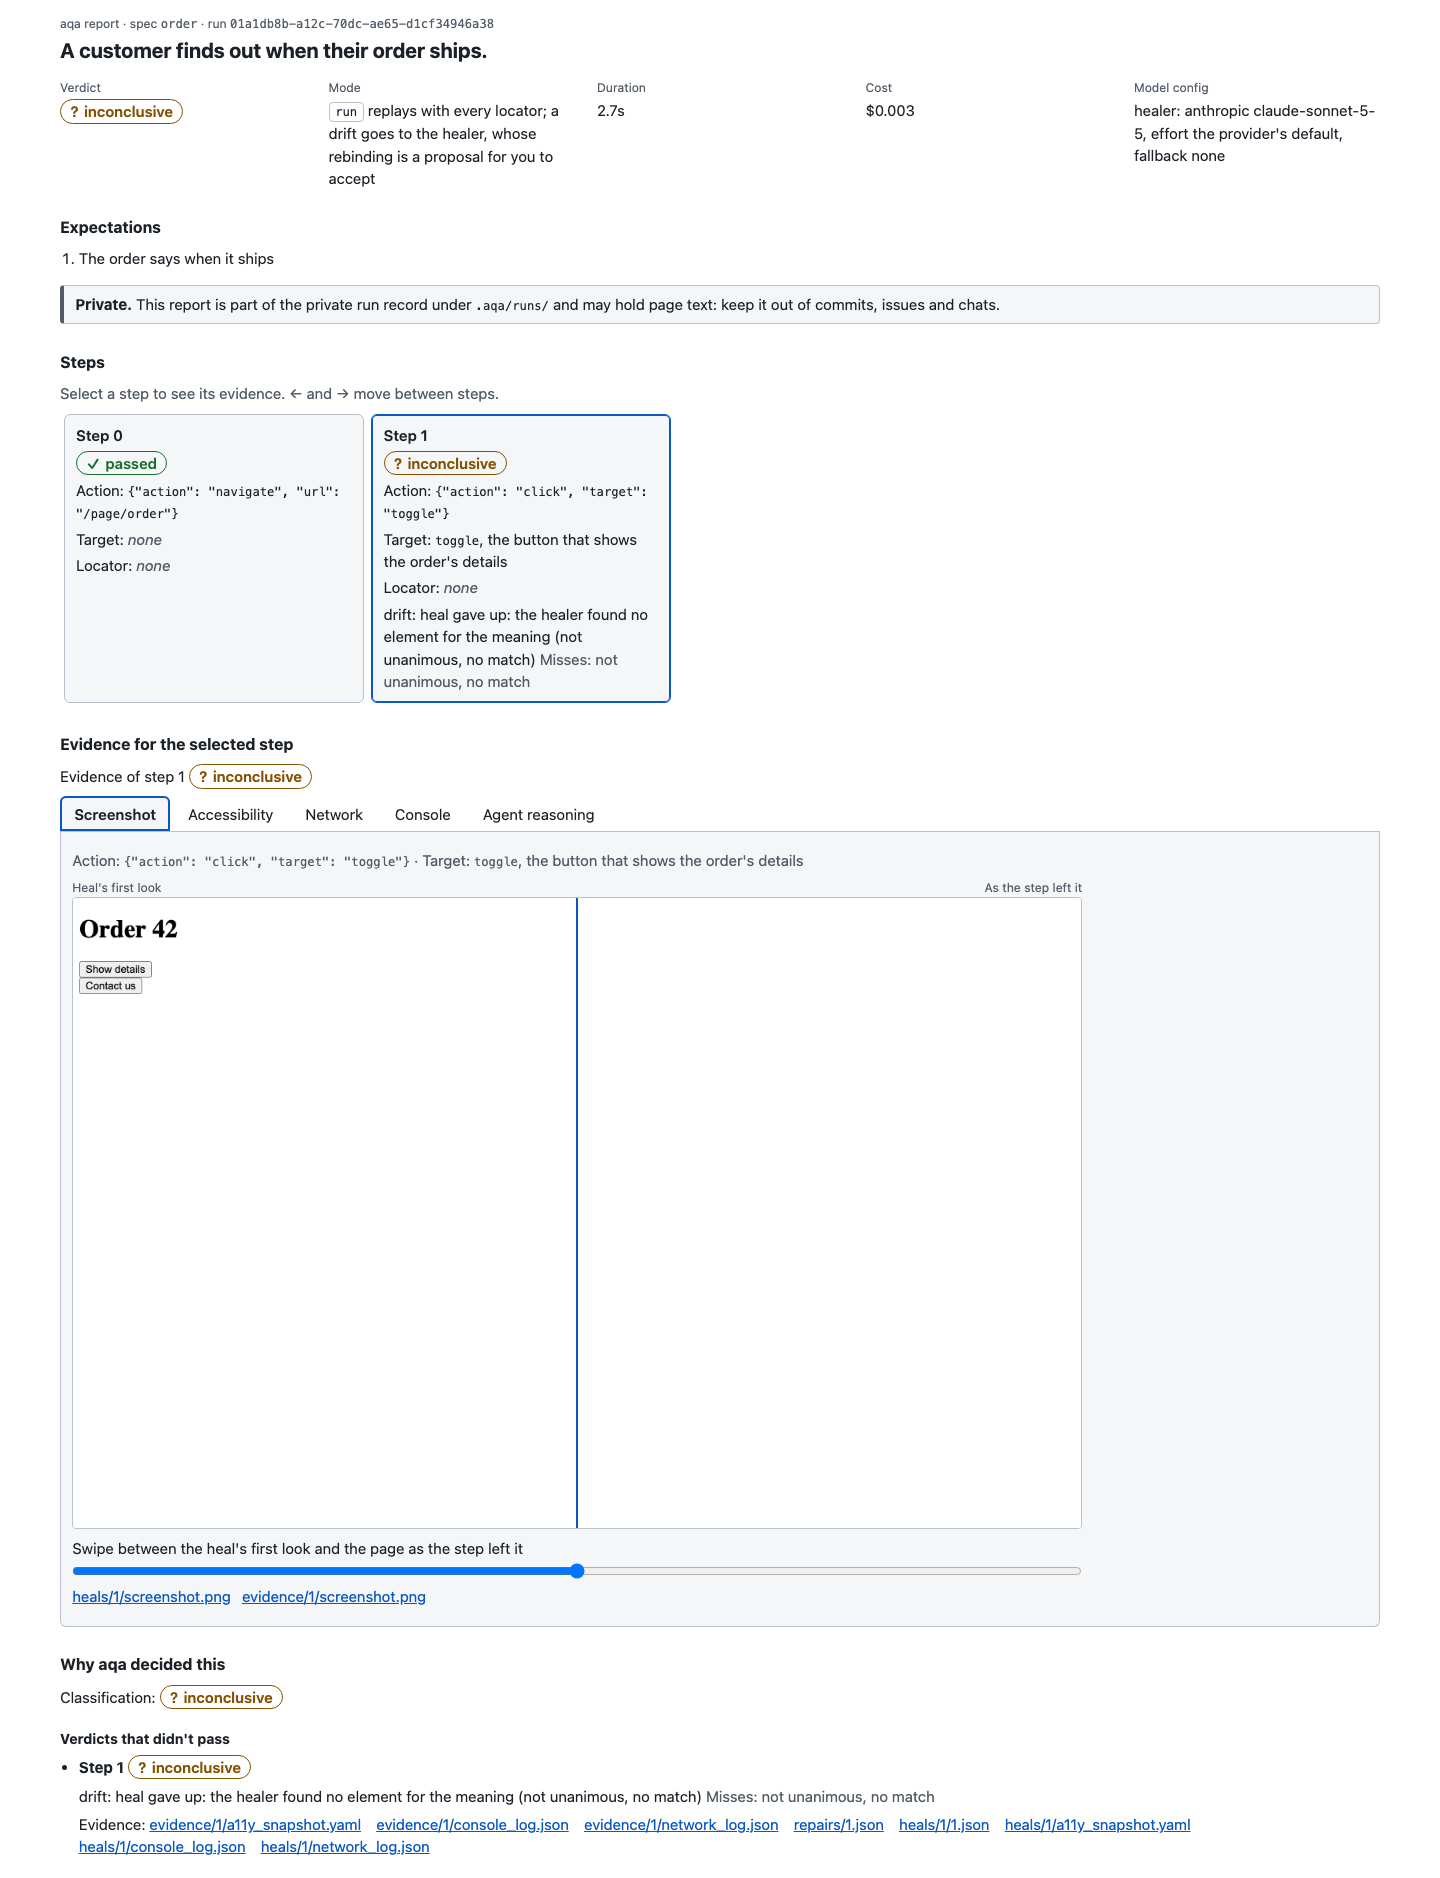 aqa report · spec order · run 01a1db8b-a12c-70dc-ae65-d1cf34946a38
A customer finds out when their order ships.
Verdict
? inconclusive
Mode
run replays with every locator; a
drift goes to the healer, whose
rebinding is a proposal for you to
accept
Duration
2.7s
Cost
$0.003
Model config
healer: anthropic claude-sonnet-5-
5, effort the provider's default,
fallback none
Expectations
1. The order says when it ships
Private. This report is part of the private run record under .aqa/runs/ and may hold page text: keep it out of commits, issues and chats.
Steps
Select a step to see its evidence. ← and → move between steps.
Step 0
✓ passed
Action: {"action": "navigate", "url":
"/page/order"}
Target: none
Locator: none
Step 1
? inconclusive
Action: {"action": "click", "target":
"toggle"}
Target: toggle, the button that shows
the order's details
Locator: none
drift: heal gave up: the healer found no
element for the meaning (not
unanimous, no match) Misses: not
unanimous, no match
Evidence for the selected step
Evidence of step 1 ? inconclusive
Screenshot Accessibility Network Console Agent reasoning
Action: {"action": "click", "target": "toggle"} · Target: toggle, the button that shows the order's details
Heal's first look As the step left it
Order 42
Show details
Contact us
Swipe between the heal's first look and the page as the step left it
heals/1/screenshot.png evidence/1/screenshot.png
Why aqa decided this
Classification: ? inconclusive
Verdicts that didn't pass
• Step 1 ? inconclusive
drift: heal gave up: the healer found no element for the meaning (not unanimous, no match) Misses: not unanimous, no match
Evidence: evidence/1/a11y_snapshot.yaml evidence/1/console_log.json evidence/1/network_log.json repairs/1.json heals/1/1.json heals/1/a11y_snapshot.yaml
heals/1/console_log.json heals/1/network_log.json